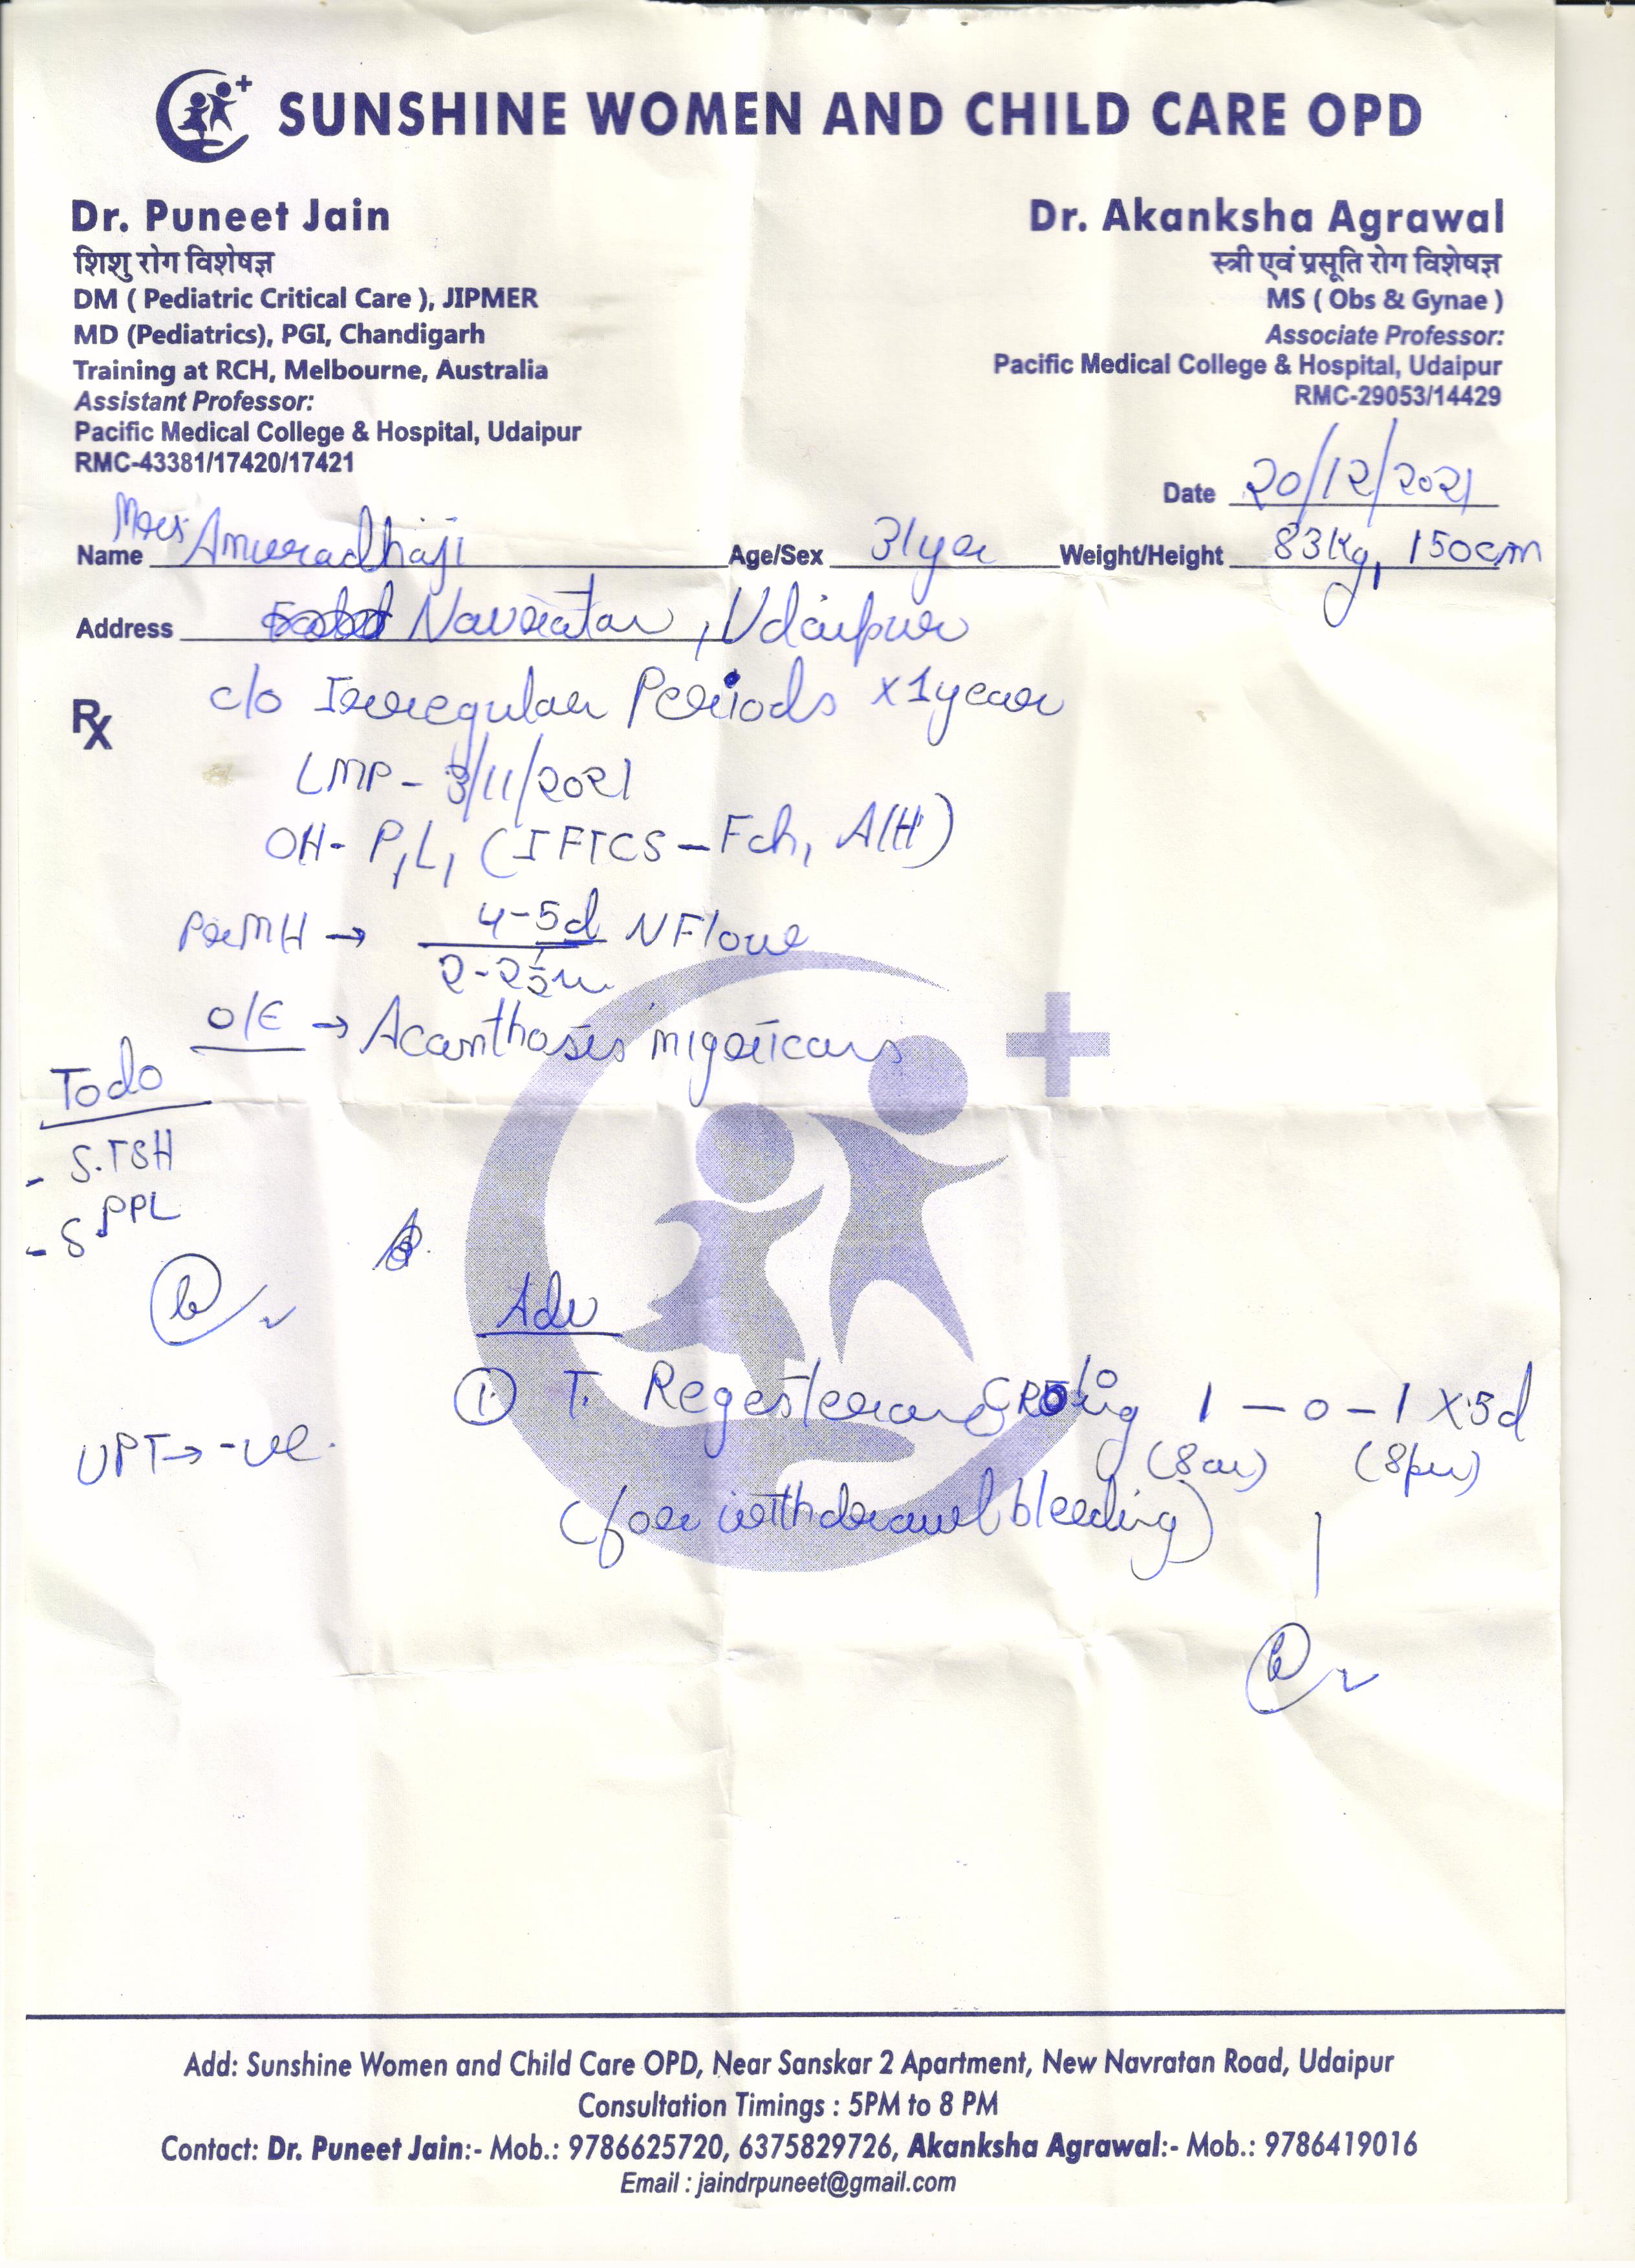 SUNSHINE WOMEN AND CHILD CARE OPD
Dr. Puneet Jain
शिशु रोग विशेषज्ञ
DM ( Pediatric Critical Care ), JIPMER
MD (Pediatrics), PGI, Chandigarh
Training at RCH, Melbourne, Australia
Assistant Professor:
Pacific Medical College & Hospital, Udaipur
RMC-43381/17420/17421
Dr. Akanksha Agrawal
स्त्री एवं प्रसूति रोग विशेषज्ञ
MS ( Obs & Gynae )
Associate Professor:
Pacific Medical College & Hospital, Udaipur
RMC-29053/14429
Date 20/12/2021
Name Mrs Anuradhaji Age/Sex 31year Weight/Height 83Kg, 150cm
Address Navratan, Udaipur
Rx c/o Irregular Periods x 1year
LMP - 3/11/2021
OH - P1L1 (IFTCS - Fch, A/H)
PrMH → 4-5d N Flow
2-2½m
O/E → Acanthosis nigricans
Todo
- S.TSH
- S.PPL
Adv
① T. Regesterone CR 10mg 1 - 0 - 1 x 5d
UPT → -ve. (8am) (8pm)
(for withdrawel bleeding)
Add: Sunshine Women and Child Care OPD, Near Sanskar 2 Apartment, New Navratan Road, Udaipur
Consultation Timings : 5PM to 8 PM
Contact: Dr. Puneet Jain:- Mob.: 9786625720, 6375829726, Akanksha Agrawal:- Mob.: 9786419016
Email : jaindrpuneet@gmail.com